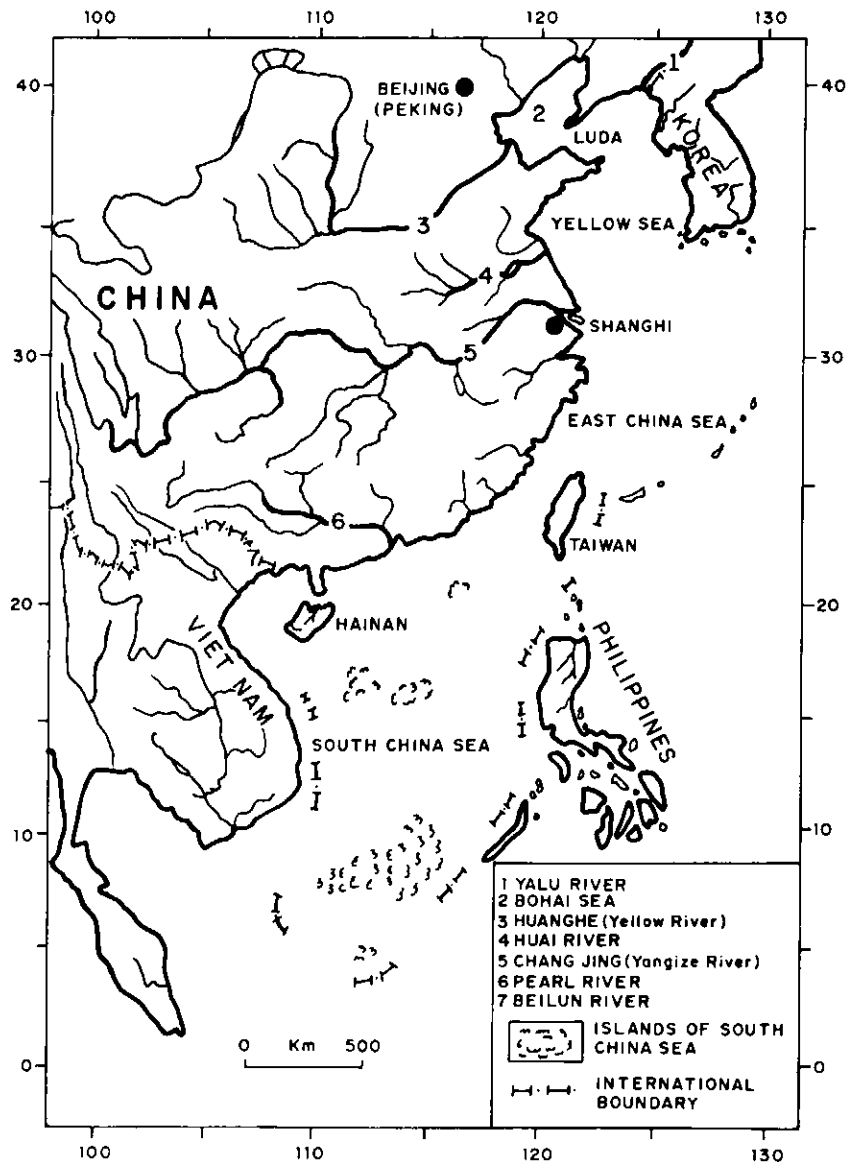 100 110 120 130
40 40
BEIJING
(PEKING)
1
2
LUDA
KOREA
3
YELLOW SEA
4
CHINA
SHANGHI
5
30 30
EAST CHINA SEA
6
TAIWAN
20 20
HAINAN
VIET NAM
PHILIPPINES
SOUTH CHINA SEA
10 10
1 YALU RIVER
2 BOHAI SEA
3 HUANGHE (Yellow River)
4 HUAI RIVER
5 CHANG JING (Yangize River)
6 PEARL RIVER
7 BEILUN RIVER
ISLANDS OF SOUTH
CHINA SEA
INTERNATIONAL
BOUNDARY
0 Km 500
0 0
100 110 120 130